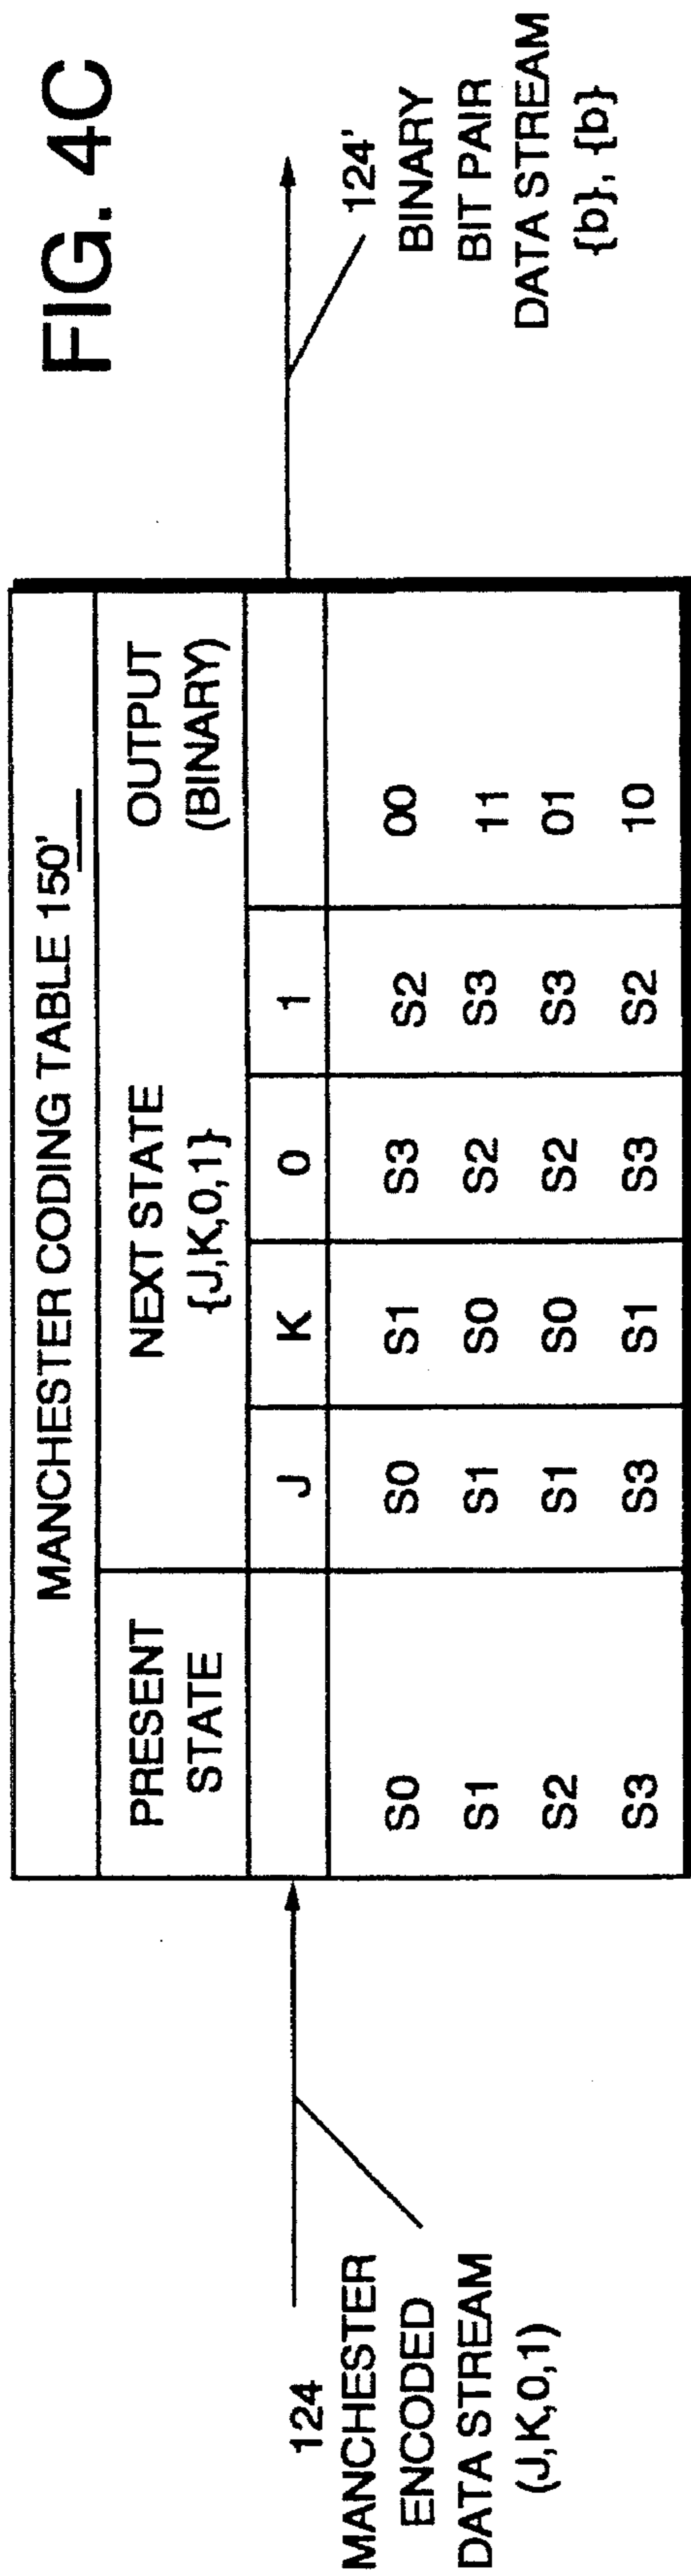 FIG. 4C
124
MANCHESTER
ENCODED
DATA STREAM
(J,K,0,1)
MANCHESTER CODING TABLE 150'
PRESENT STATE NEXT STATE {J,K,0,1} OUTPUT (BINARY)
J K 0 1
S0 S0 S1 S3 S2 00
S1 S1 S0 S2 S3 11
S2 S1 S0 S2 S3 01
S3 S3 S1 S3 S2 10
124'
BINARY
BIT PAIR
DATA STREAM
{b}, {b}